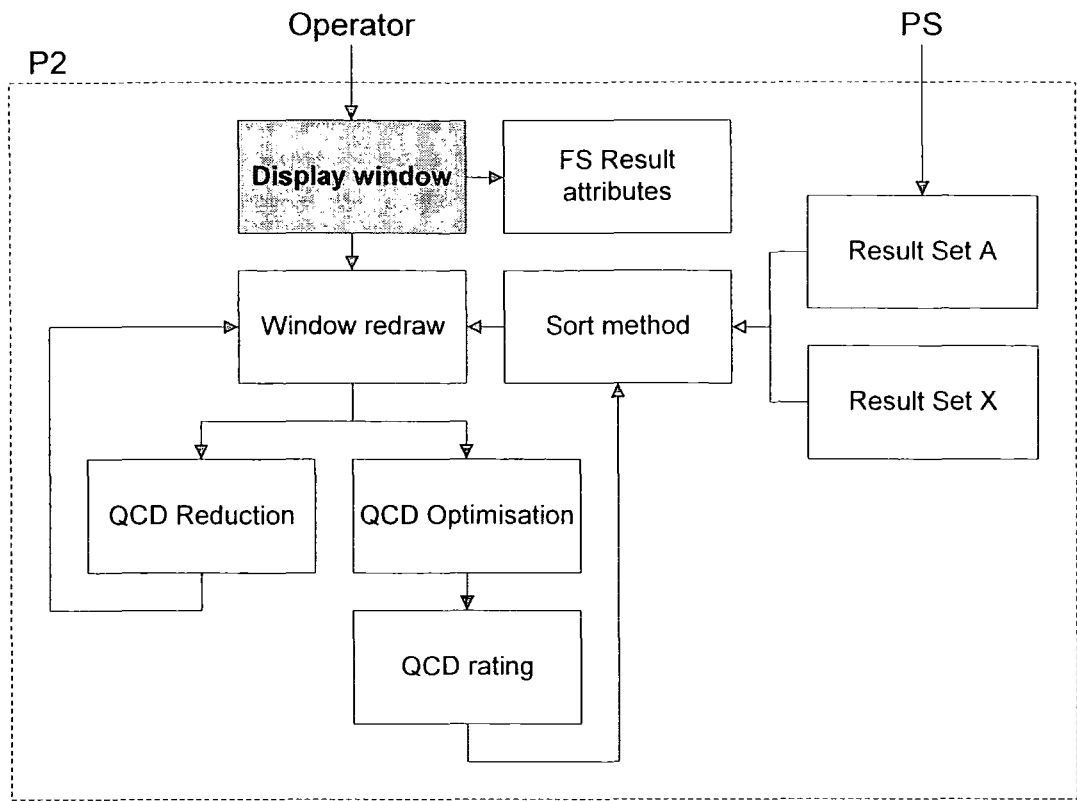 Operator
PS
P2
Display window
FS Result
attributes
Result Set A
Window redraw
Sort method
Result Set X
QCD Reduction
QCD Optimisation
QCD rating